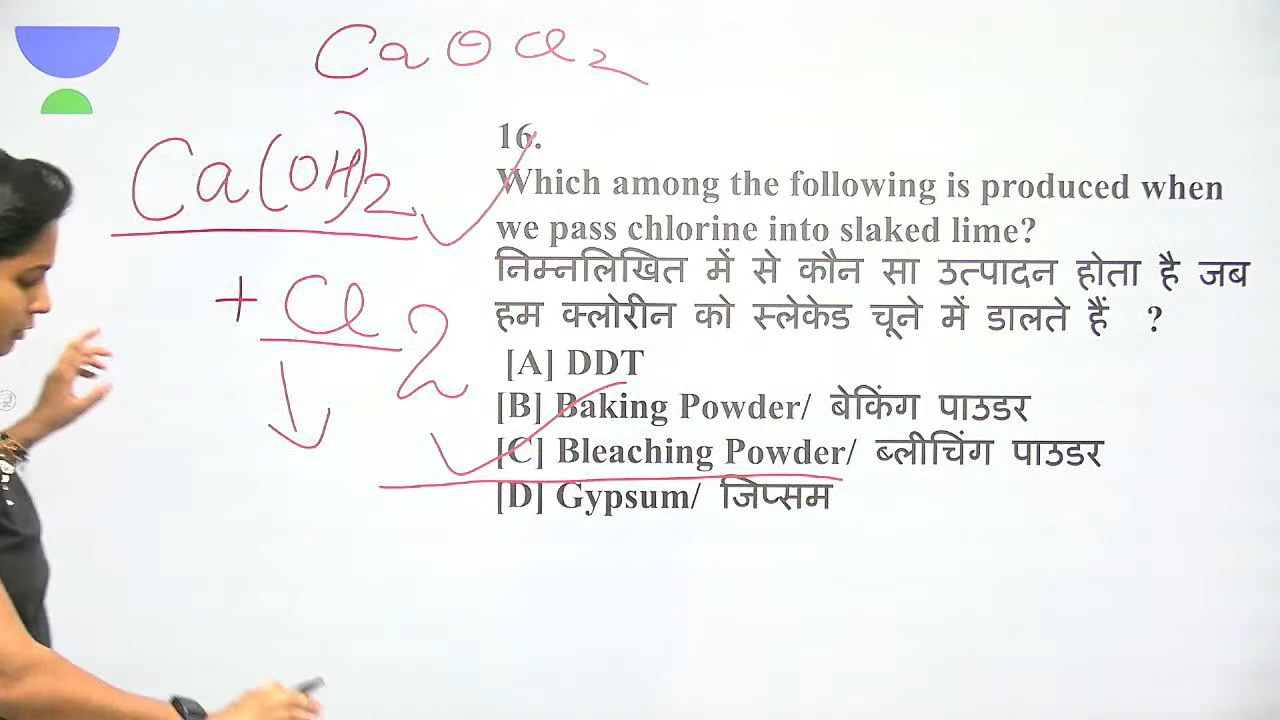 CaOCl2
Ca(OH)2
+ Cl2
16.
Which among the following is produced when
we pass chlorine into slaked lime?
निम्नलिखित में से कौन सा उत्पादन होता है जब
हम क्लोरीन को स्लेकेड चूने में डालते हैं ?
[A] DDT
[B] Baking Powder/ बेकिंग पाउडर
[C] Bleaching Powder/ ब्लीचिंग पाउडर
[D] Gypsum/ जिप्सम